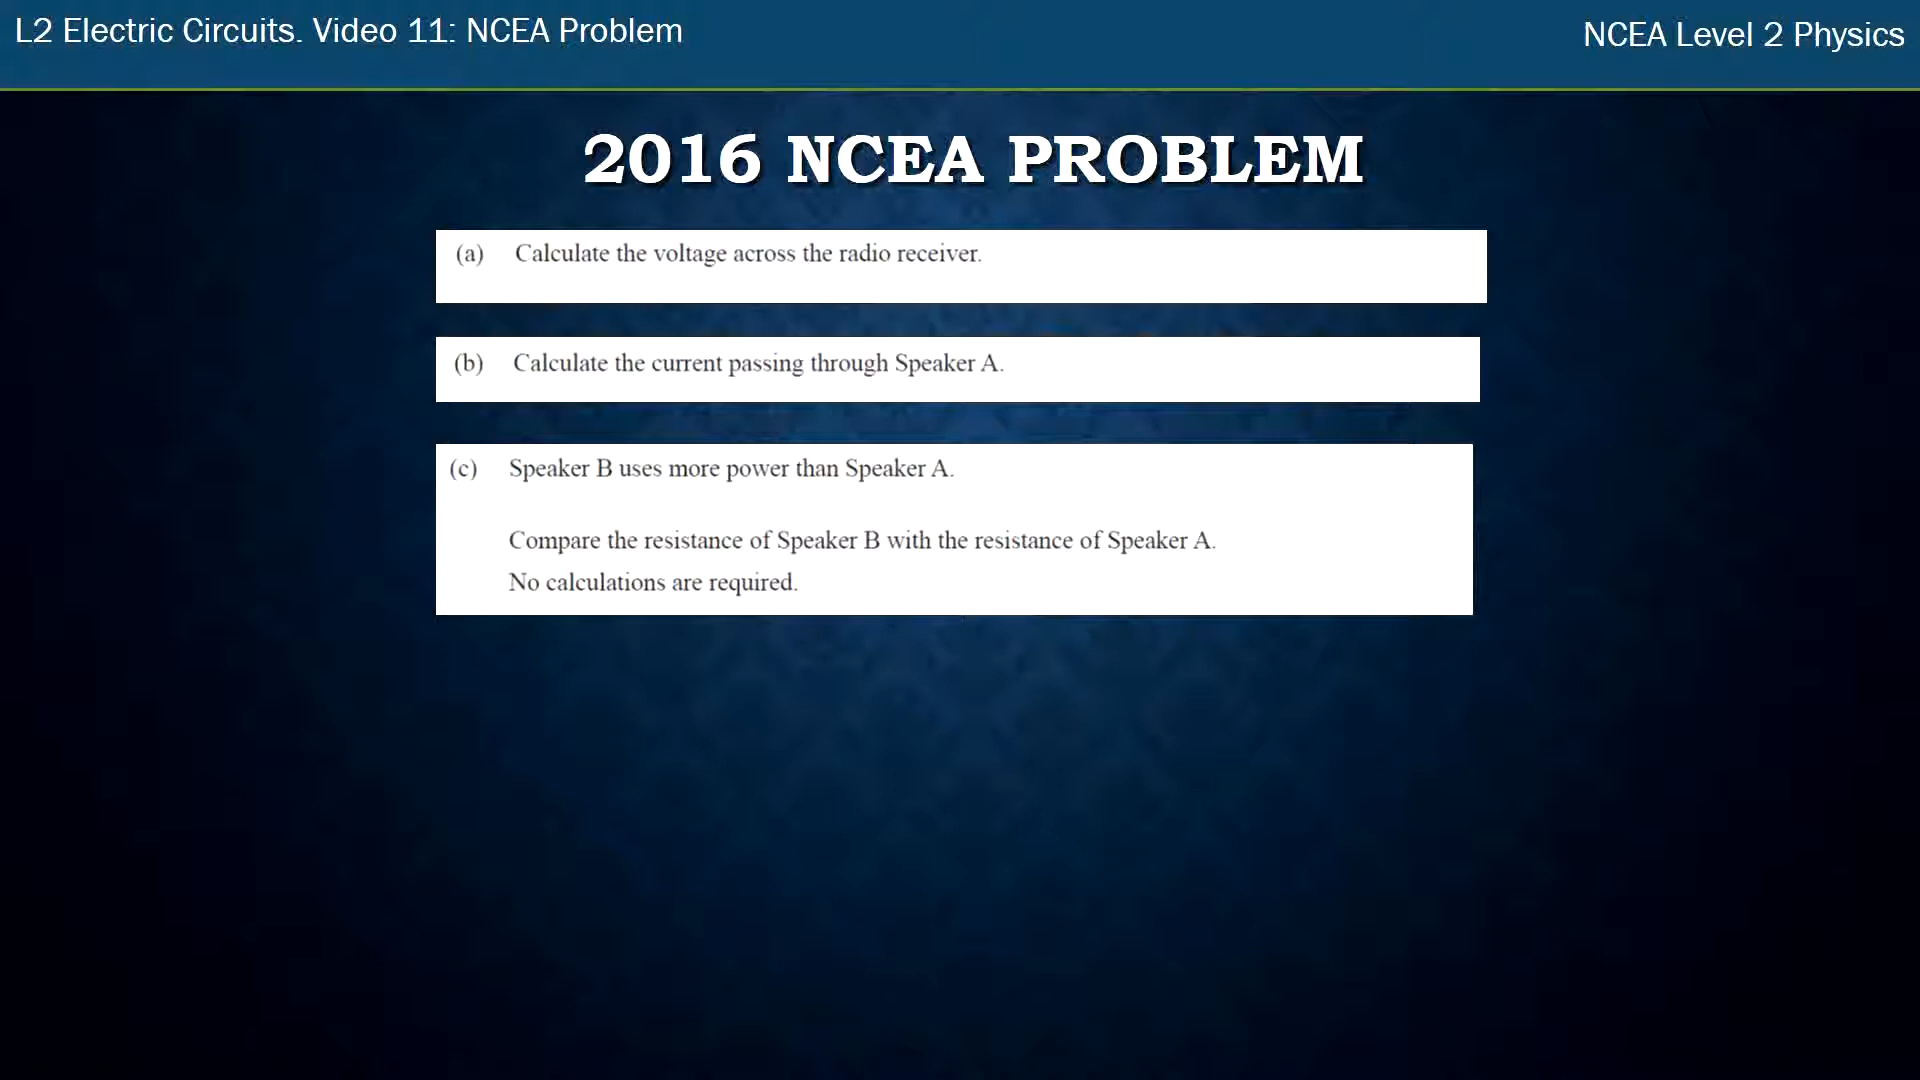 L2 Electric Circuits. Video 11: NCEA Problem
NCEA Level 2 Physics
2016 NCEA PROBLEM
(a) Calculate the voltage across the radio receiver.
(b) Calculate the current passing through Speaker A.
(c) Speaker B uses more power than Speaker A.
Compare the resistance of Speaker B with the resistance of Speaker A.
No calculations are required.